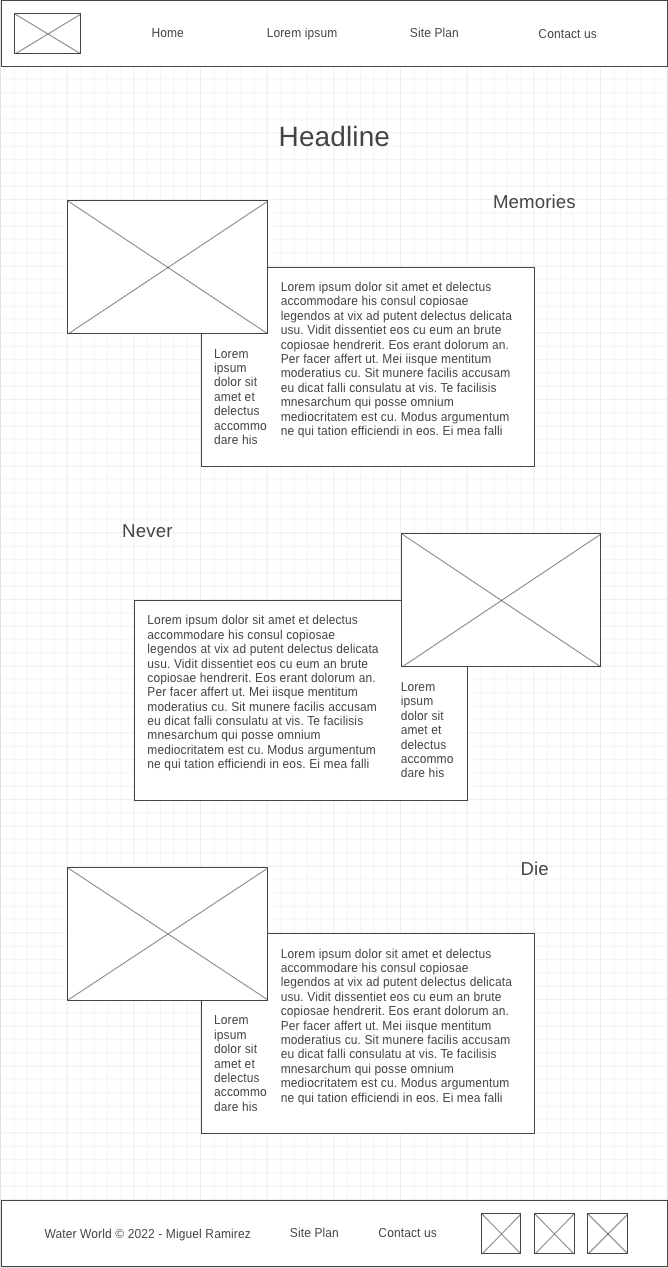 Home
Lorem ipsum
Site Plan
Contact us
Headline
Memories
Lorem ipsum dolor sit amet et delectus
accommodare his consul copiosae
legendos at vix ad putent delectus delicata
usu. Vidit dissentiet eos cu eum an brute
copiosae hendrerit. Eos erant dolorum an.
Per facer affert ut. Mei iisque mentitum
moderatius cu. Sit munere facilis accusam
eu dicat falli consulatu at vis. Te facilisis
mnesarchum qui posse omnium
mediocritatem est cu. Modus argumentum
ne qui tation efficiendi in eos. Ei mea falli
Lorem
ipsum
dolor sit
amet et
delectus
accommo
dare his
Never
Lorem ipsum dolor sit amet et delectus
accommodare his consul copiosae
legendos at vix ad putent delectus delicata
usu. Vidit dissentiet eos cu eum an brute
copiosae hendrerit. Eos erant dolorum an.
Per facer affert ut. Mei iisque mentitum
moderatius cu. Sit munere facilis accusam
eu dicat falli consulatu at vis. Te facilisis
mnesarchum qui posse omnium
mediocritatem est cu. Modus argumentum
ne qui tation efficiendi in eos. Ei mea falli
Lorem
ipsum
dolor sit
amet et
delectus
accommo
dare his
Die
Lorem ipsum dolor sit amet et delectus
accommodare his consul copiosae
legendos at vix ad putent delectus delicata
usu. Vidit dissentiet eos cu eum an brute
copiosae hendrerit. Eos erant dolorum an.
Per facer affert ut. Mei iisque mentitum
moderatius cu. Sit munere facilis accusam
eu dicat falli consulatu at vis. Te facilisis
mnesarchum qui posse omnium
mediocritatem est cu. Modus argumentum
ne qui tation efficiendi in eos. Ei mea falli
Lorem
ipsum
dolor sit
amet et
delectus
accommo
dare his
Water World © 2022 - Miguel Ramirez
Site Plan
Contact us